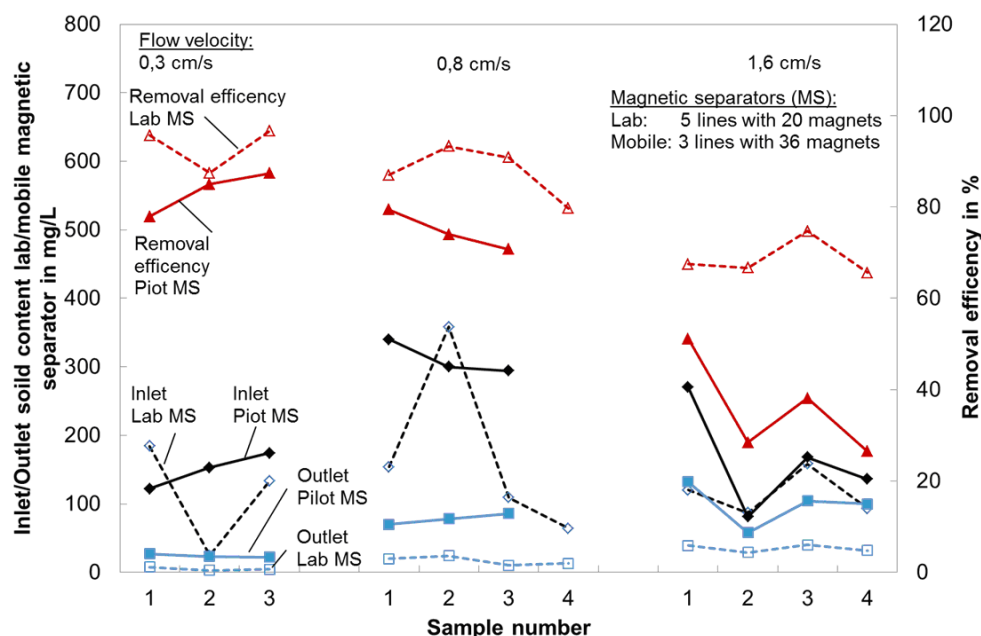 Inlet/Outlet soild content lab/mobile magnetic
separator in mg/L
800
700
600
500
400
300
200
100
0
Flow velocity:
0,3 cm/s
0,8 cm/s
1,6 cm/s
Removal efficency
Lab MS
Magnetic separators (MS):
Lab: 5 lines with 20 magnets
Mobile: 3 lines with 36 magnets
Removal
efficency
Piot MS
Inlet
Lab MS
Inlet
Piot MS
Outlet
Pilot MS
Outlet
Lab MS
120
100
80
60
40
20
0
Removal efficency in %
1 2 3 1 2 3 4 1 2 3 4
Sample number